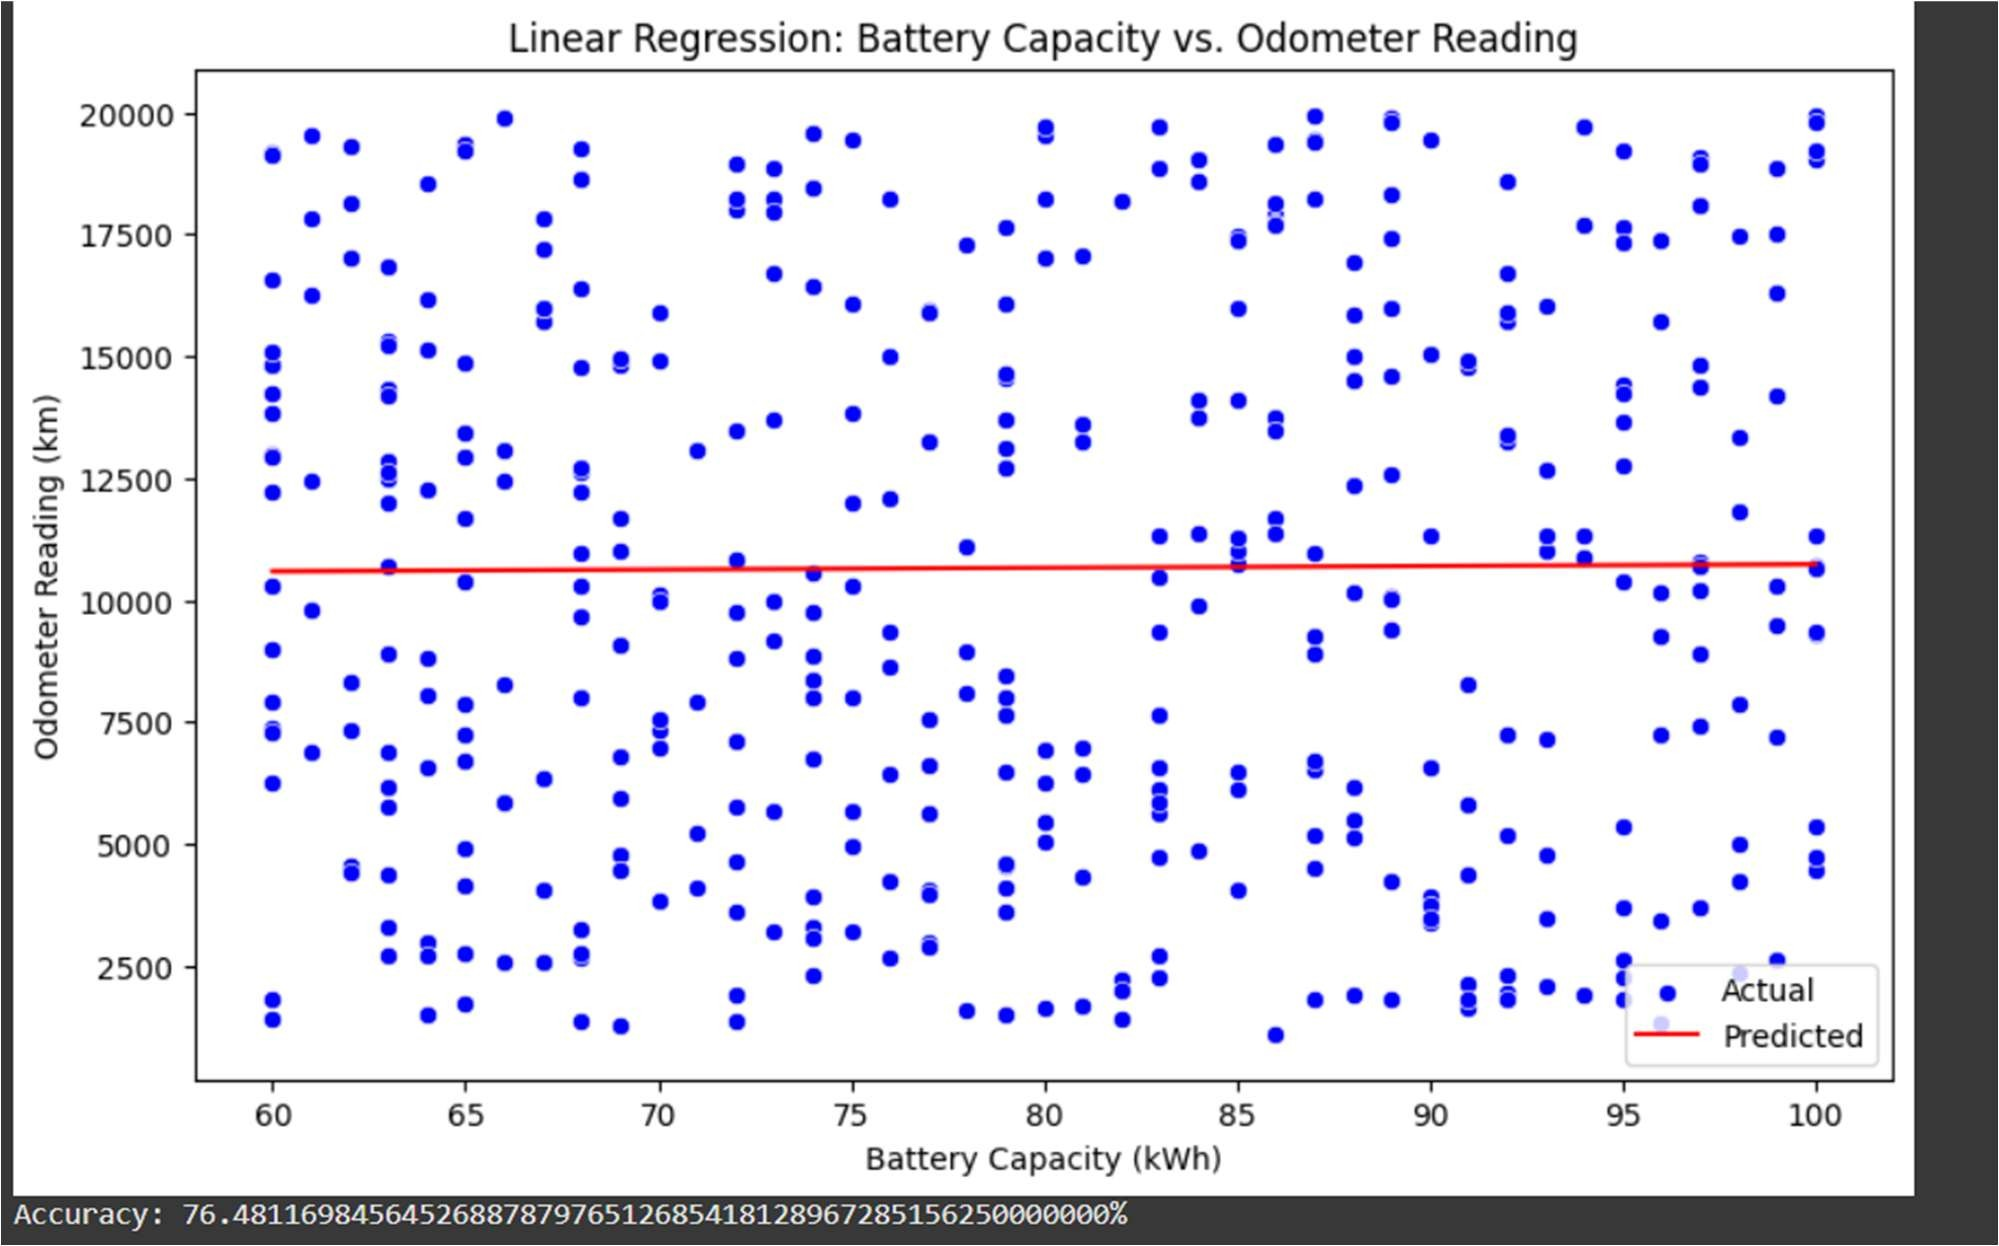 Linear Regression: Battery Capacity vs. Odometer Reading
20000
17500
15000
12500
10000
7500
5000
2500
Odometer Reading (km)
Actual
Predicted
60 65 70 75 80 85 90 95 100
Battery Capacity (kWh)
Accuracy: 76.4811698456452688787976512685418128967285156250000000%